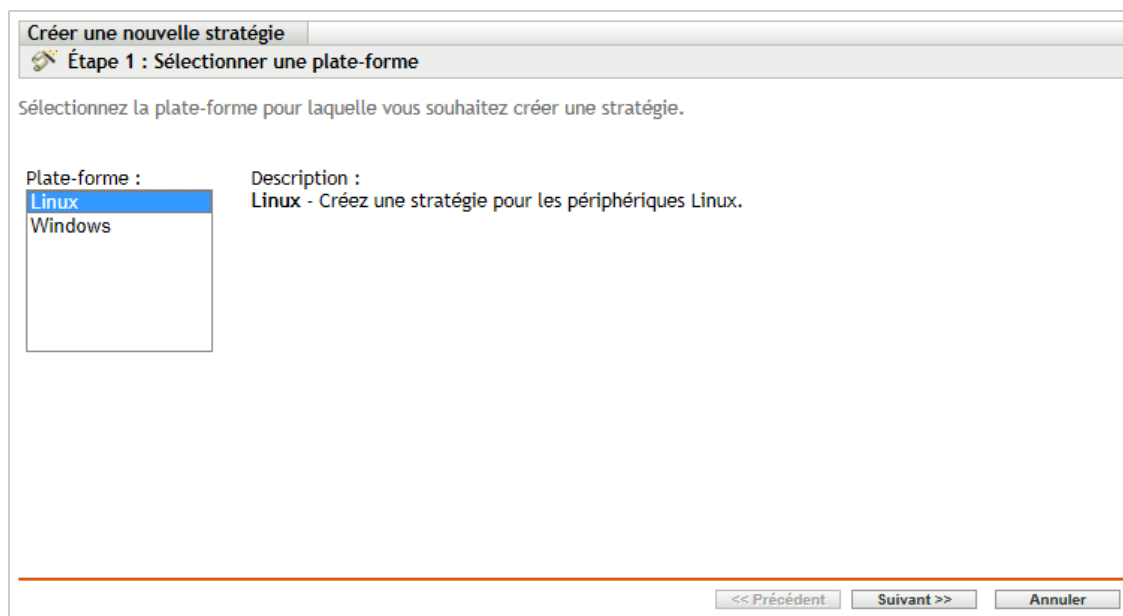 Créer une nouvelle stratégie
Étape 1 : Sélectionner une plate-forme
Sélectionnez la plate-forme pour laquelle vous souhaitez créer une stratégie.
Plate-forme :
Linux
Windows
Description :
Linux - Créez une stratégie pour les périphériques Linux.
<< Précédent
Suivant >>
Annuler